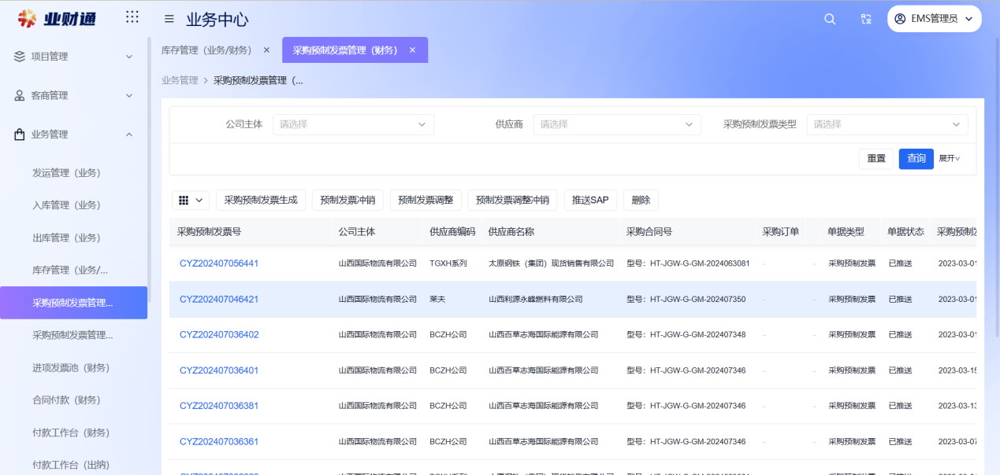 业财通
业务中心
EMS管理员
项目管理
客商管理
业务管理
发运管理（业务）
入库管理（业务）
出库管理（业务）
库存管理（业务/...
采购预制发票管理...
采购预制发票管理...
进项发票池（财务）
合同付款（财务）
付款工作台（财务）
付款工作台（出纳）
库存管理（业务/财务） ×
采购预制发票管理（财务） ×
业务管理 > 采购预制发票管理（...
公司主体 请选择 供应商 请选择 采购预制发票类型 请选择
重置 查询 展开
采购预制发票生成 预制发票冲销 预制发票调整 预制发票调整冲销 推送SAP 删除
采购预制发票号 公司主体 供应商编码 供应商名称 采购合同号 采购订单 单据类型 单据状态 采购预制发
CYZ202407056441 山西国际物流有限公司 TGXH系列 太原钢铁（集团）现货销售有限公司 型号：HT-JGW-G-GM-2024063081 - - 采购预制发票 已推送 2023-03-01
CYZ202407046421 山西国际物流有限公司 莱夫 山西利源永峰燃料有限公司 型号：HT-JGW-G-GM-202407350 - - 采购预制发票 已推送 2023-03-01
CYZ202407036402 山西国际物流有限公司 BCZH公司 山西百草志海国际能源有限公司 型号：HT-JGW-G-GM-202407348 - - 采购预制发票 已推送 2023-03-01
CYZ202407036401 山西国际物流有限公司 BCZH公司 山西百草志海国际能源有限公司 型号：HT-JGW-G-GM-202407346 - - 采购预制发票 已推送 2023-03-15
CYZ202407036381 山西国际物流有限公司 BCZH公司 山西百草志海国际能源有限公司 型号：HT-JGW-G-GM-202407346 - - 采购预制发票 已推送 2023-03-13
CYZ202407036361 山西国际物流有限公司 BCZH公司 山西百草志海国际能源有限公司 型号：HT-JGW-G-GM-202407346 - - 采购预制发票 已推送 2023-03-07